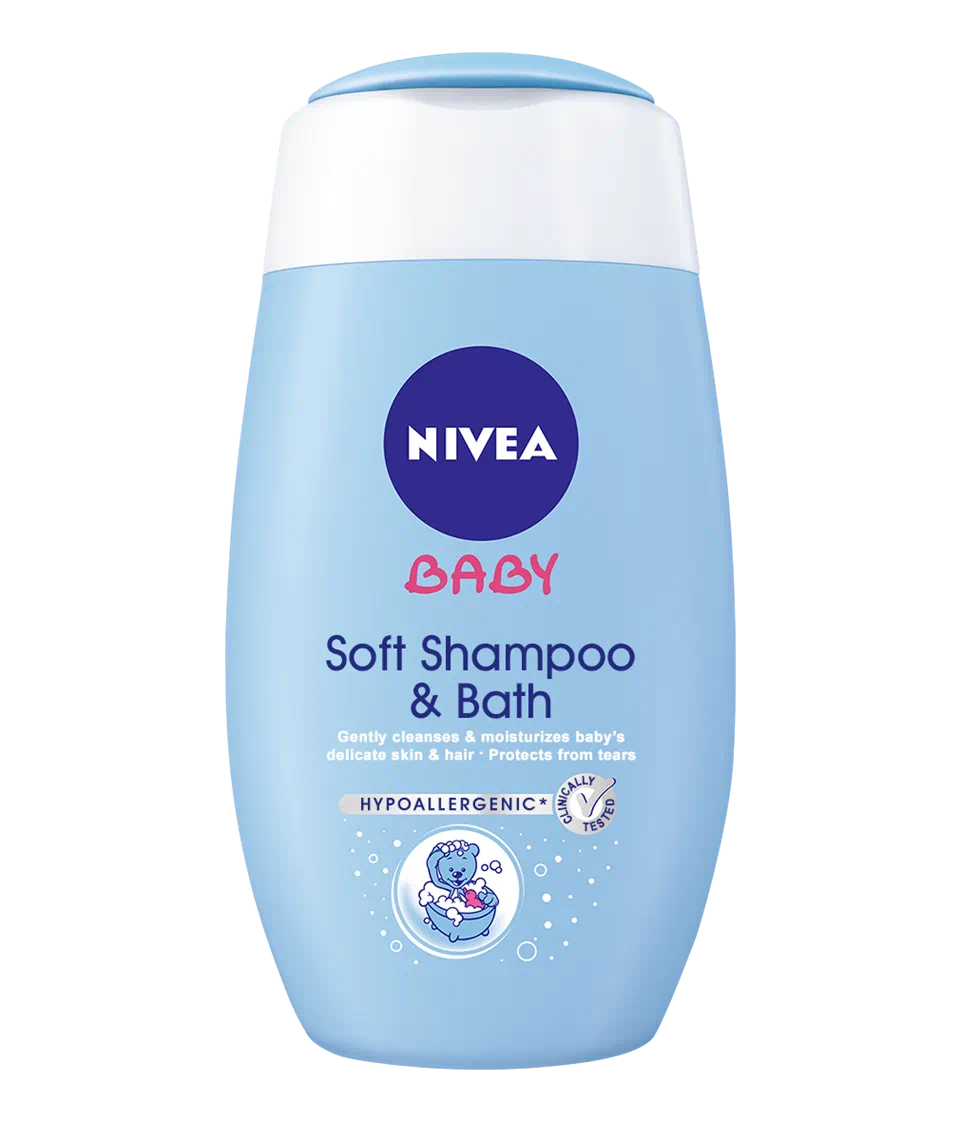 NIVEA
BABY
Soft Shampoo
& Bath
Gently cleanses & moisturizes baby's
delicate skin & hair · Protects from tears
HYPOALLERGENIC*
CLINICALLY
TESTED